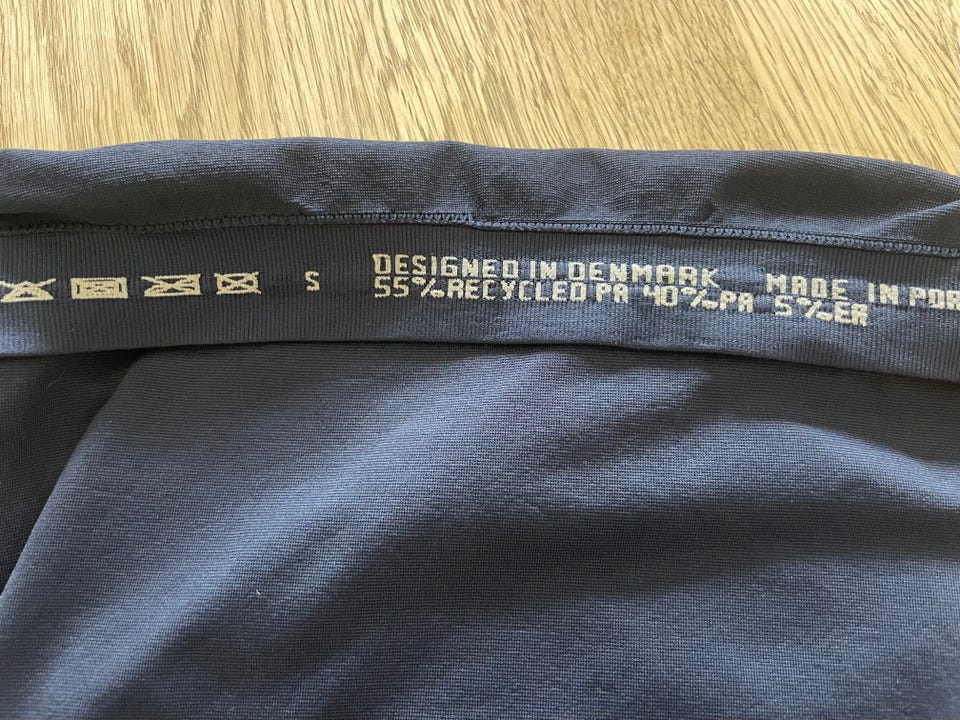 S
DESIGNED IN DENMARK MADE IN POR
55%RECYCLED PA 40%PA 5%EA